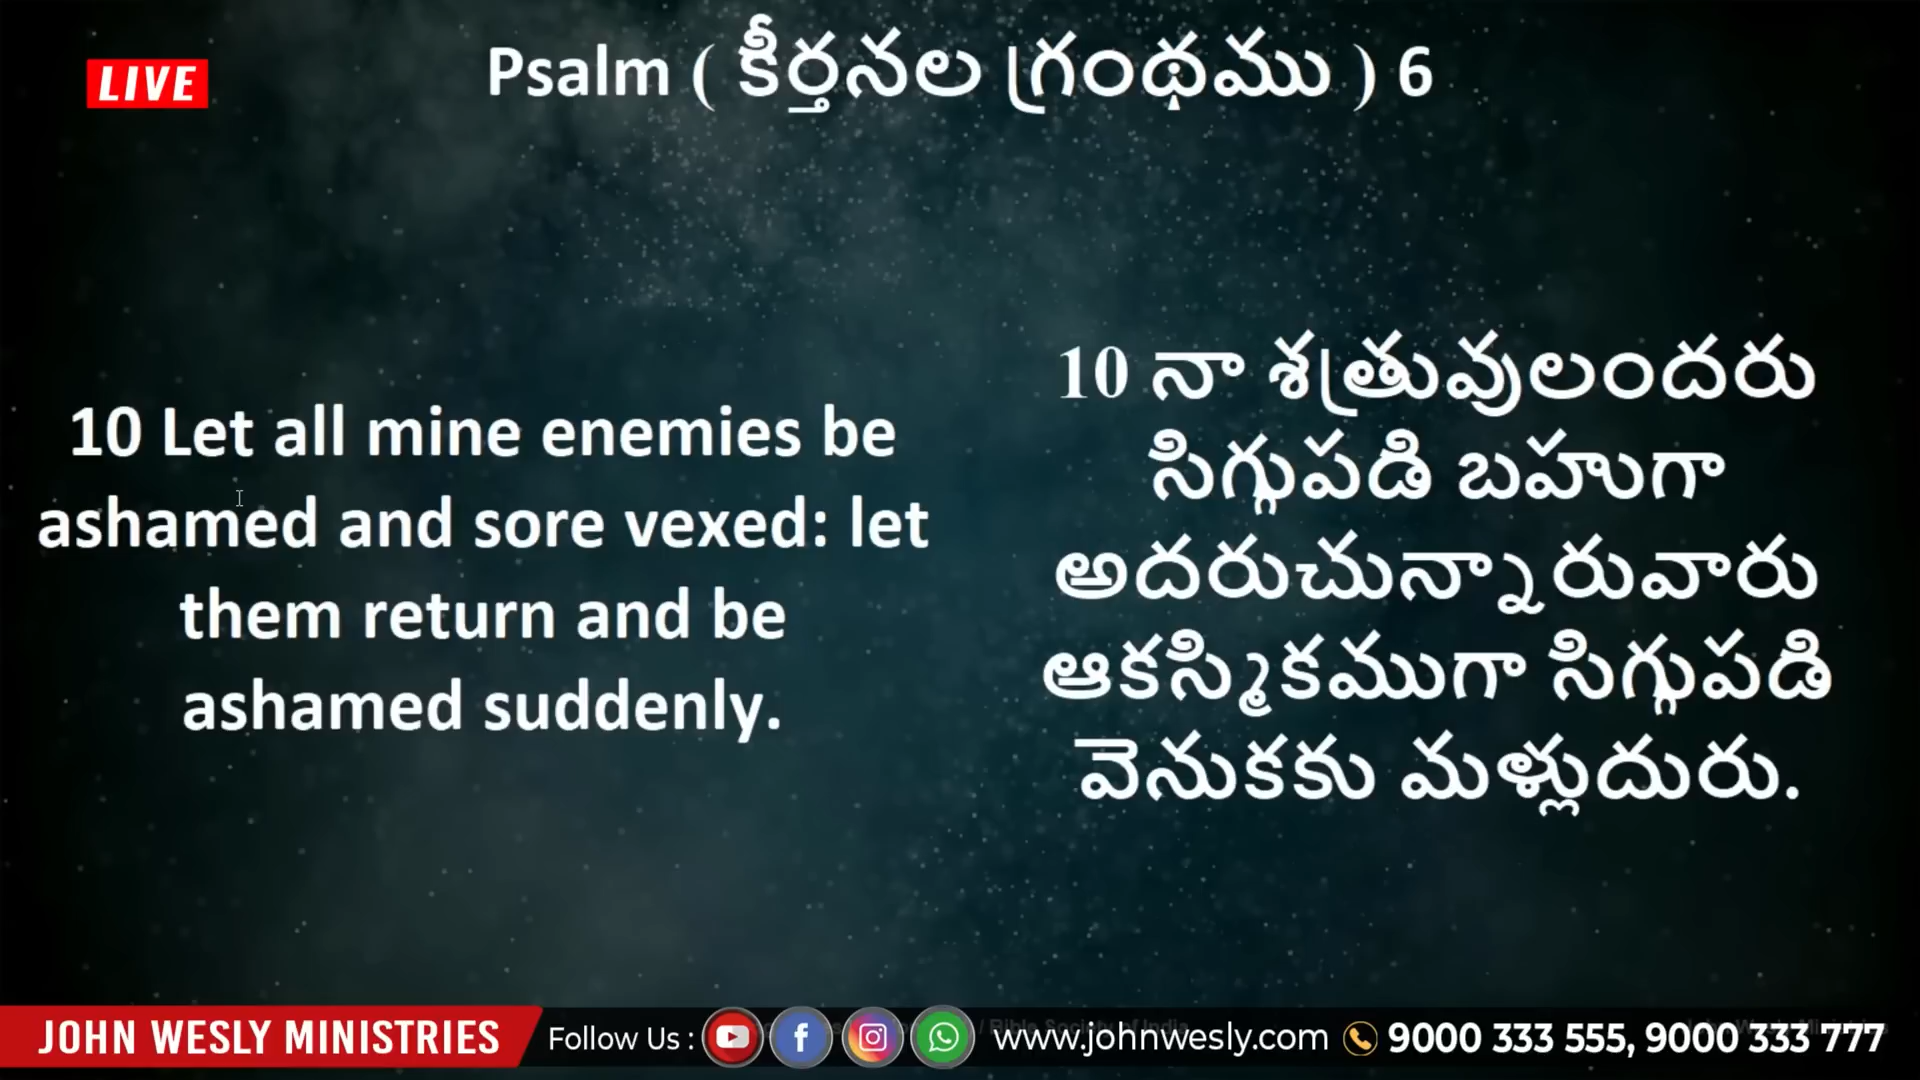 LIVE
Psalm ( కీర్తనల గ్రంథము ) 6
10 Let all mine enemies be
ashamed and sore vexed: let
them return and be
ashamed suddenly.
10 నా శత్రువులందరు
సిగ్గుపడి బహుగా
అదరుచున్నారువారు
ఆకస్మికముగా సిగ్గుపడి
వెనుకకు మళ్లుదురు.
JOHN WESLY MINISTRIES
Follow Us :
www.johnwesly.com
9000 333 555, 9000 333 777